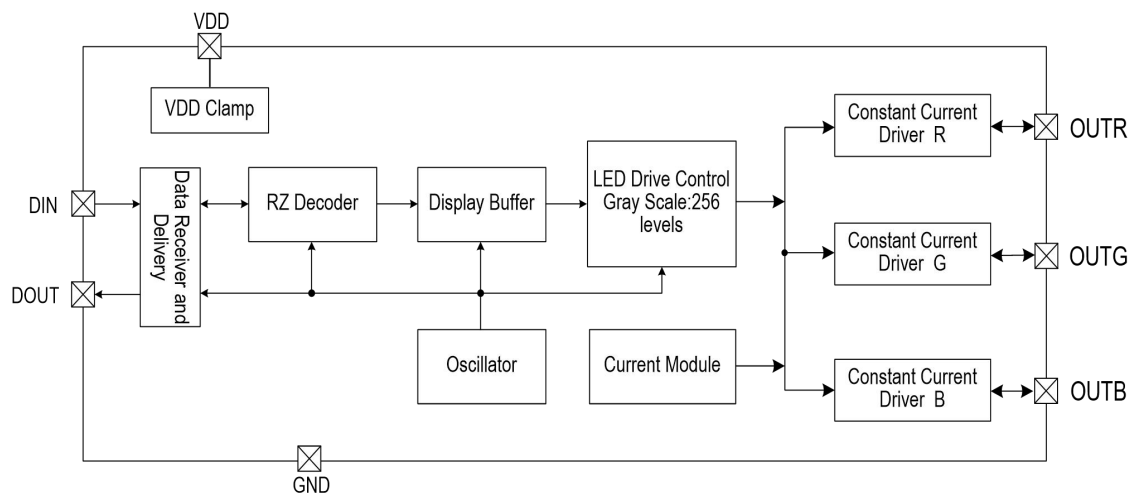 VDD
VDD Clamp
Constant Current
Driver R
OUTR
DIN
Data Receiver and
Delivery
RZ Decoder
Display Buffer
LED Drive Control
Gray Scale:256
levels
Constant Current
Driver G
OUTG
DOUT
Oscillator
Current Module
Constant Current
Driver B
OUTB
GND